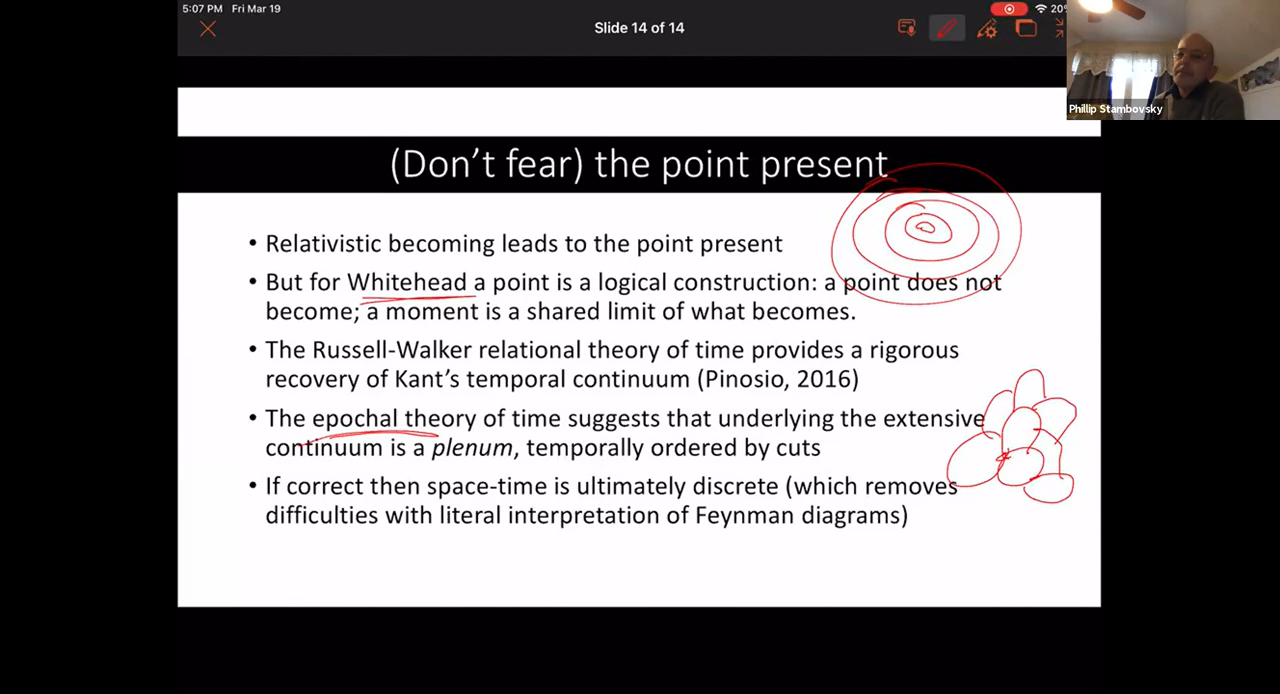 5:07 PM Fri Mar 19
20%
Slide 14 of 14
Phillip Stambovsky
(Don't fear) the point present
• Relativistic becoming leads to the point present
• But for Whitehead a point is a logical construction: a point does not
become; a moment is a shared limit of what becomes.
• The Russell-Walker relational theory of time provides a rigorous
recovery of Kant's temporal continuum (Pinosio, 2016)
• The epochal theory of time suggests that underlying the extensive
continuum is a plenum, temporally ordered by cuts
• If correct then space-time is ultimately discrete (which removes
difficulties with literal interpretation of Feynman diagrams)